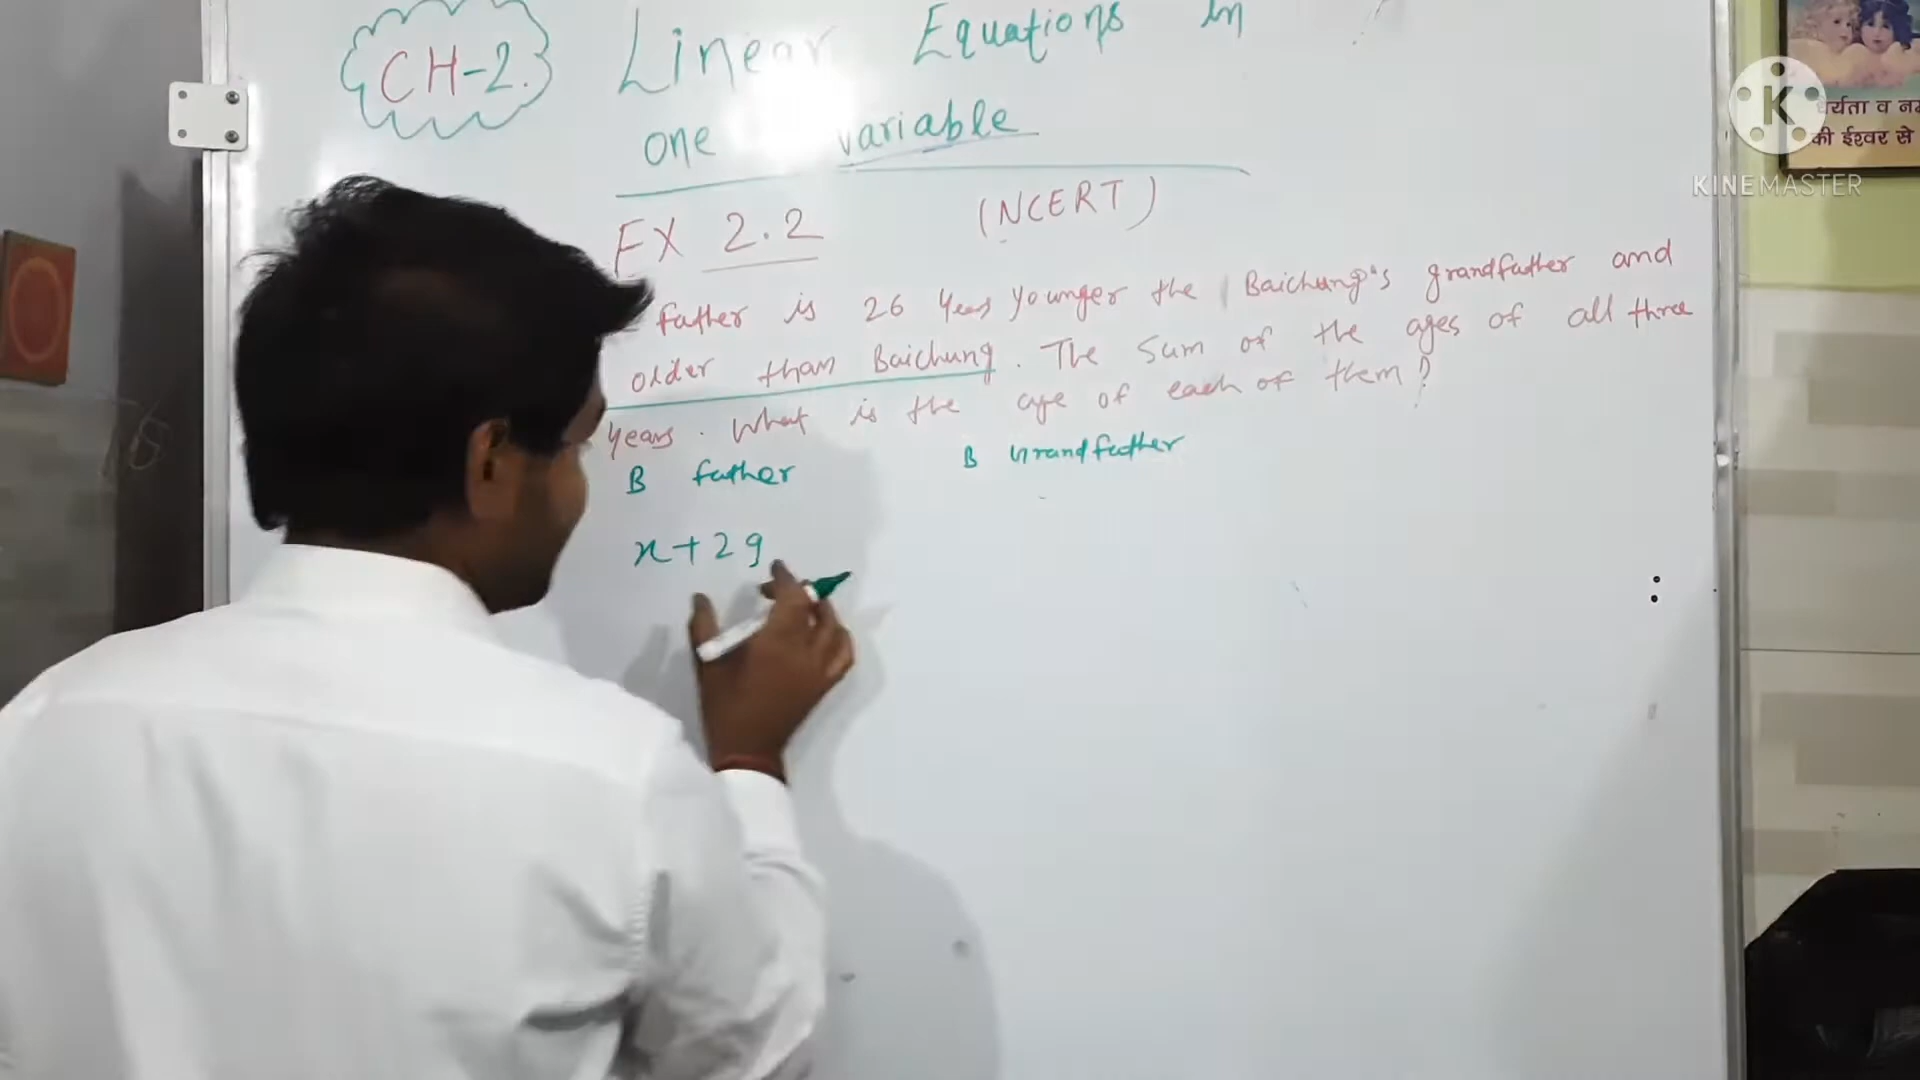 CH-2.
Linear Equations in
one variable
EX 2.2 (NCERT)
father is 26 years younger the Baichung's grandfather and
older than Baichung. The sum of the ages of all three
years. What is the age of each of them?
B father B Grandfather
x+29
K
KINEMASTER
की ईश्वर से